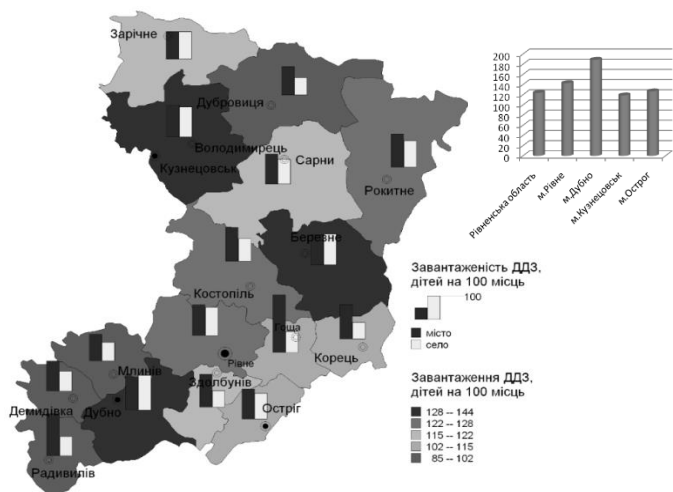 Зарічне
Дубровиця
Володимирець
Кузнецовськ
Сарни
Рокитне
Березне
Костопіль
Гоща
Корець
Рівне
Млинів
Здолбунів
Демидівка
Дубно
Остріг
Радивилів
200
180
160
140
120
100
80
60
40
20
0
Рівненська область
м.Рівне
м.Дубно
м.Кузнецовськ
м.Острог
Завантаженість ДДЗ,
дітей на 100 місць
100
місто
село
Завантаження ДДЗ,
дітей на 100 місць
128 -- 144
122 -- 128
115 -- 122
102 -- 115
85 -- 102